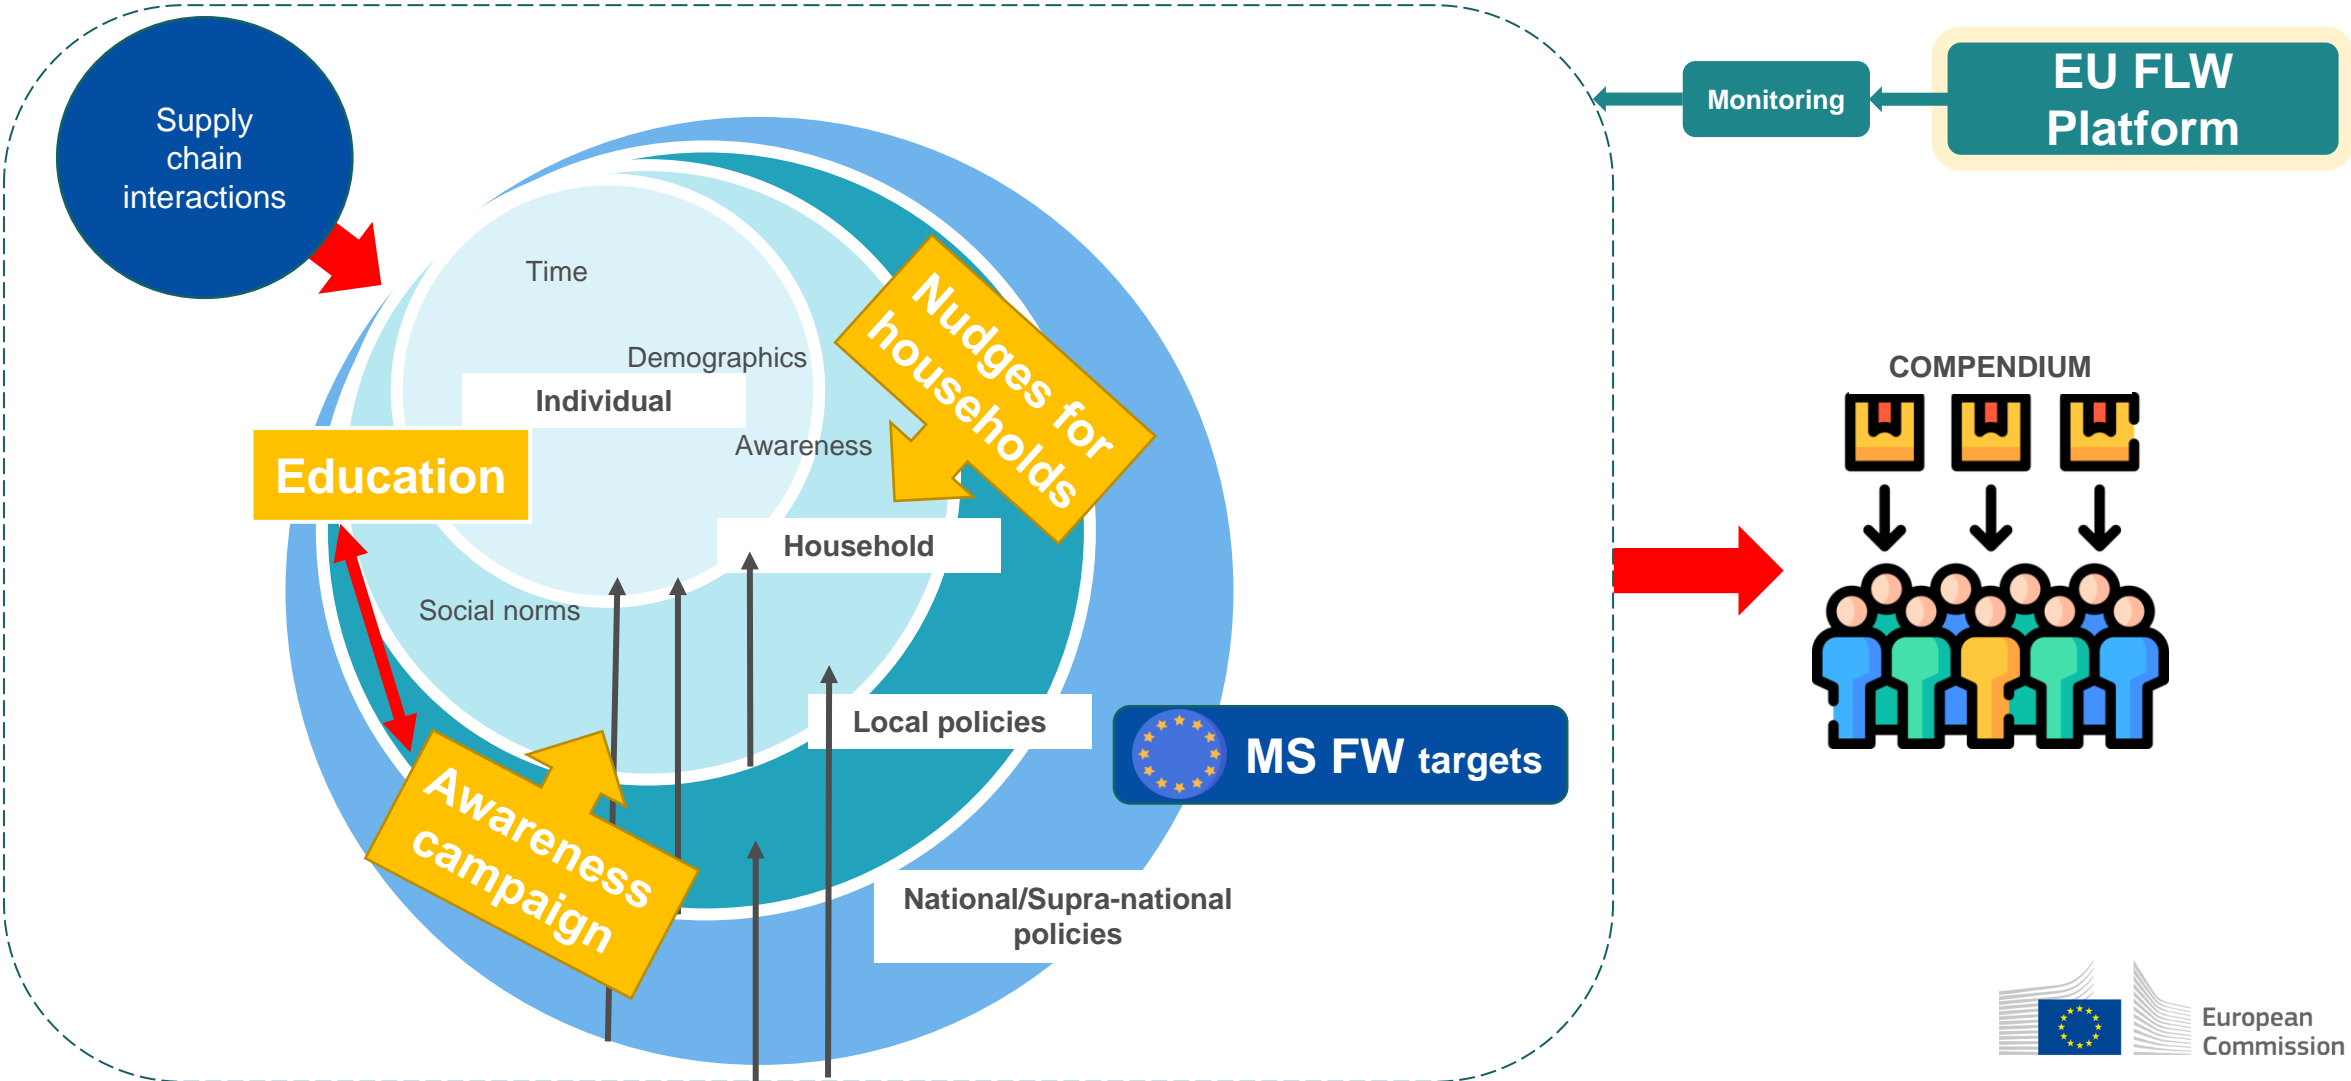 Supply
chain
interactions
Monitoring
EU FLW
Platform
Time
Demographics
Individual
Awareness
Education
Nudges for
households
Household
Social norms
Local policies
MS FW targets
Awareness
campaign
National/Supra-national
policies
COMPENDIUM
European
Commission